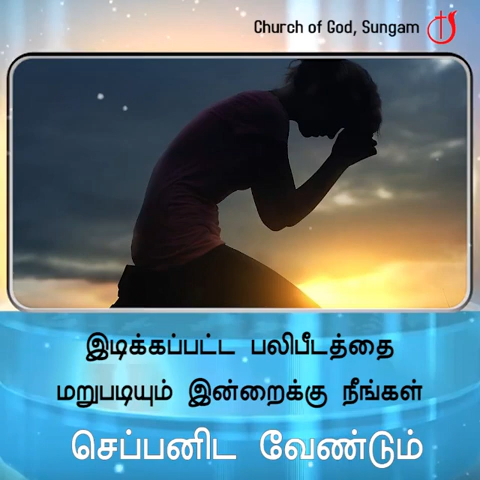 Church of God, Sungam
இடிக்கப்பட்ட பலிபீடத்தை
மறுபடியும் இன்றைக்கு நீங்கள்
செப்பனிட வேண்டும்